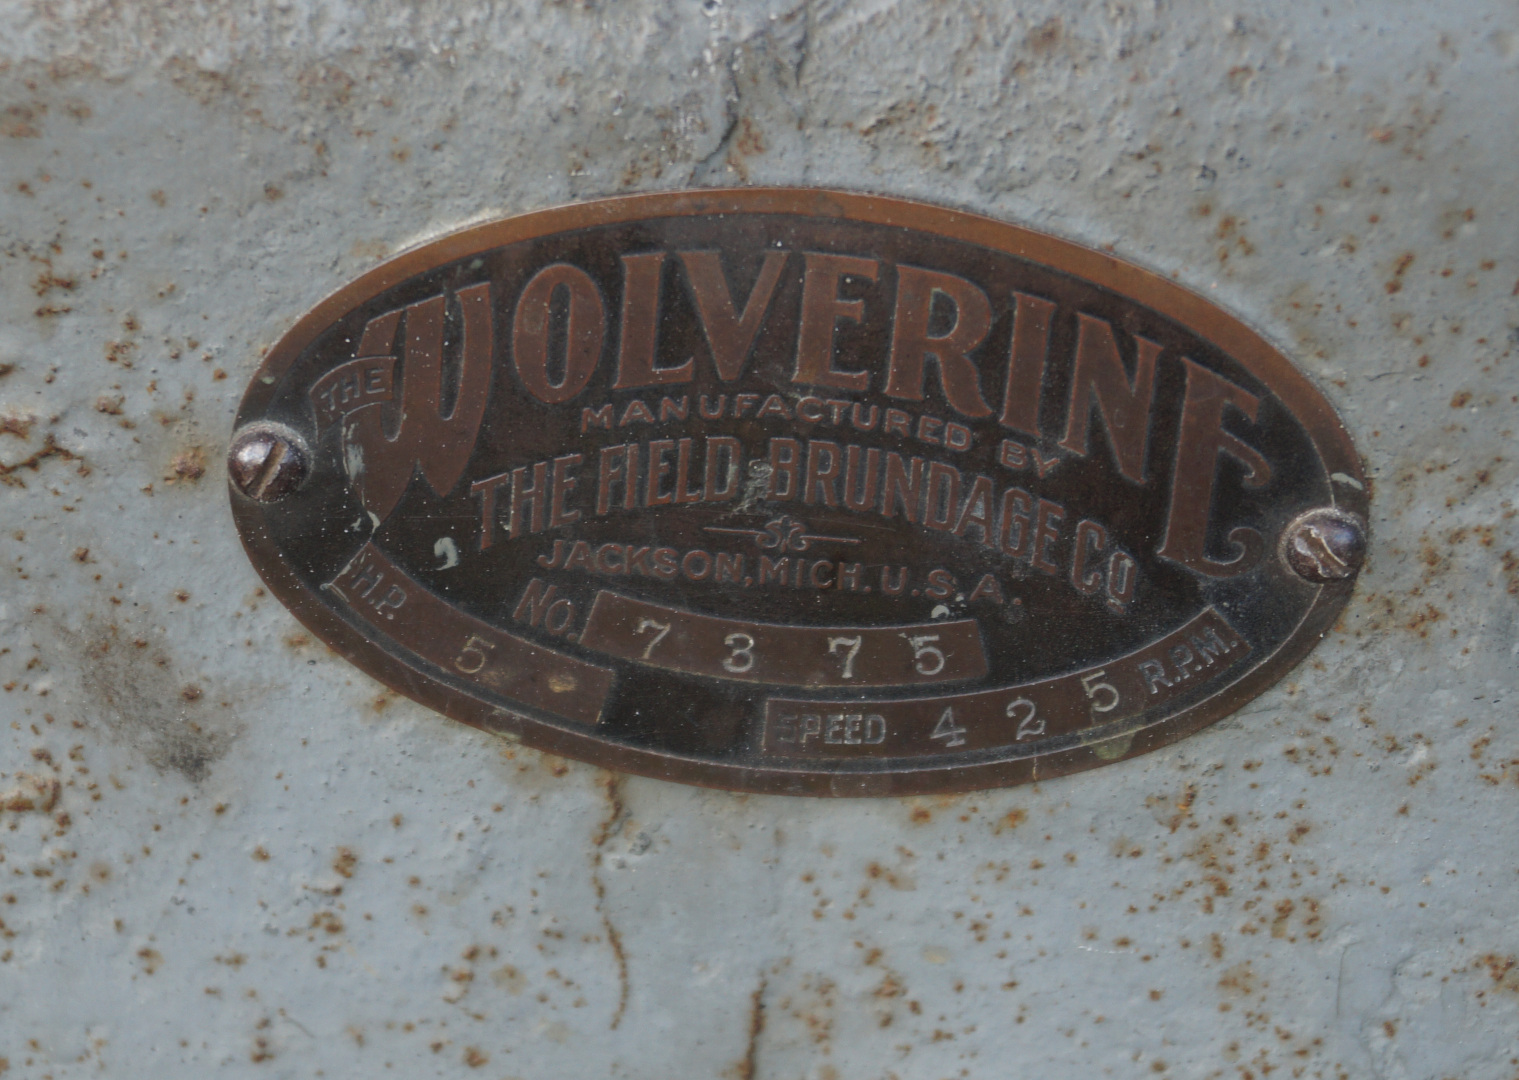 THE WOLVERINE
MANUFACTURED BY
THE FIELD-BRUNDAGE CO
JACKSON, MICH. U.S.A.
No. 7375
H.P. 5
SPEED 425 R.P.M.